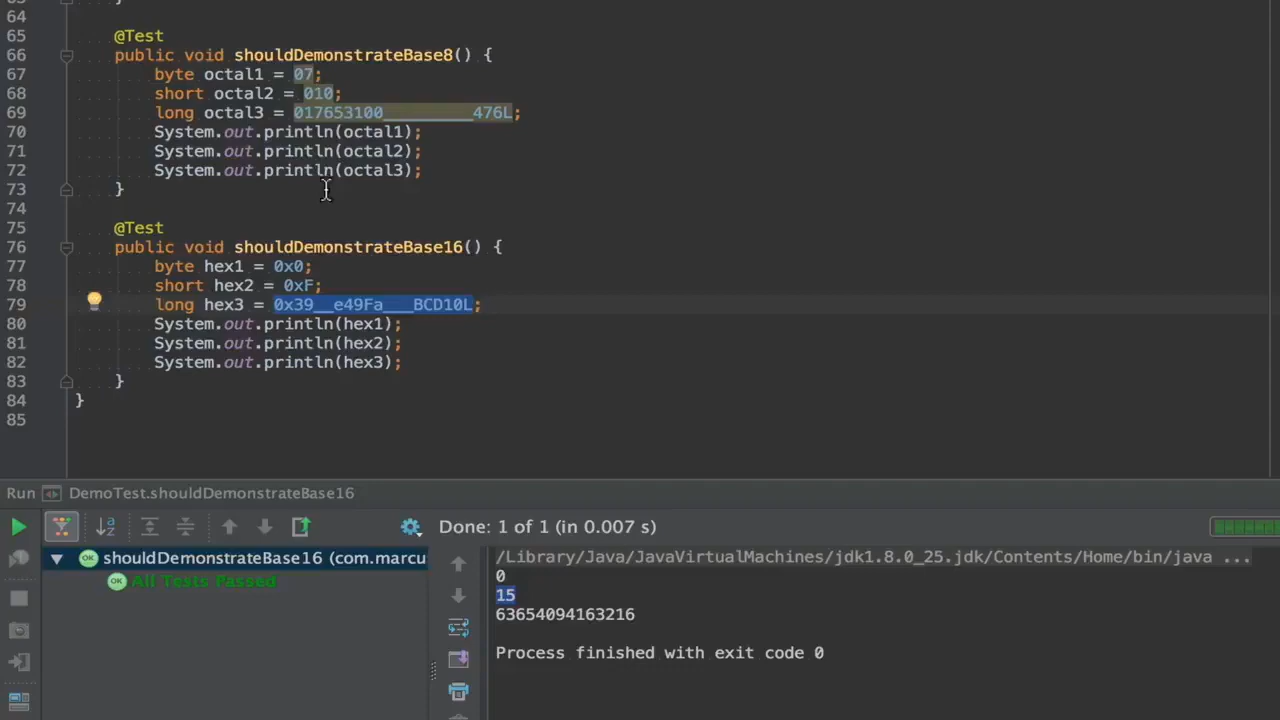 63 }
64
65 @Test
66 public void shouldDemonstrateBase8() {
67 byte octal1 = 07;
68 short octal2 = 010;
69 long octal3 = 017653100_________476L;
70 System.out.println(octal1);
71 System.out.println(octal2);
72 System.out.println(octal3);
73 }
74
75 @Test
76 public void shouldDemonstrateBase16() {
77 byte hex1 = 0x0;
78 short hex2 = 0xF;
79 long hex3 = 0x39__e49Fa___BCD10L;
80 System.out.println(hex1);
81 System.out.println(hex2);
82 System.out.println(hex3);
83 }
84 }
85
Run DemoTest.shouldDemonstrateBase16
Done: 1 of 1 (in 0.007 s)
OK shouldDemonstrateBase16 (com.marcu
OK All Tests Passed
/Library/Java/JavaVirtualMachines/jdk1.8.0_25.jdk/Contents/Home/bin/java ...
0
15
63654094163216
Process finished with exit code 0